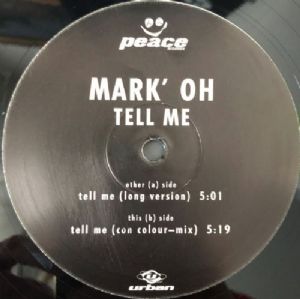 peace
MARK' OH
TELL ME
other (a) side
tell me (long version) 5:01
this (b) side
tell me (con colour–mix) 5:19
urban